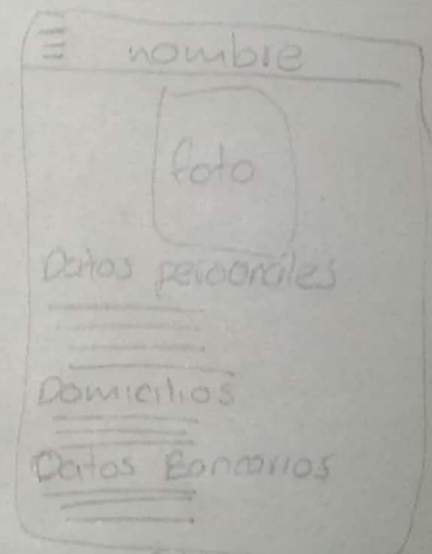 nombre
foto
Datos personales
Domicilios
Datos Bancarios